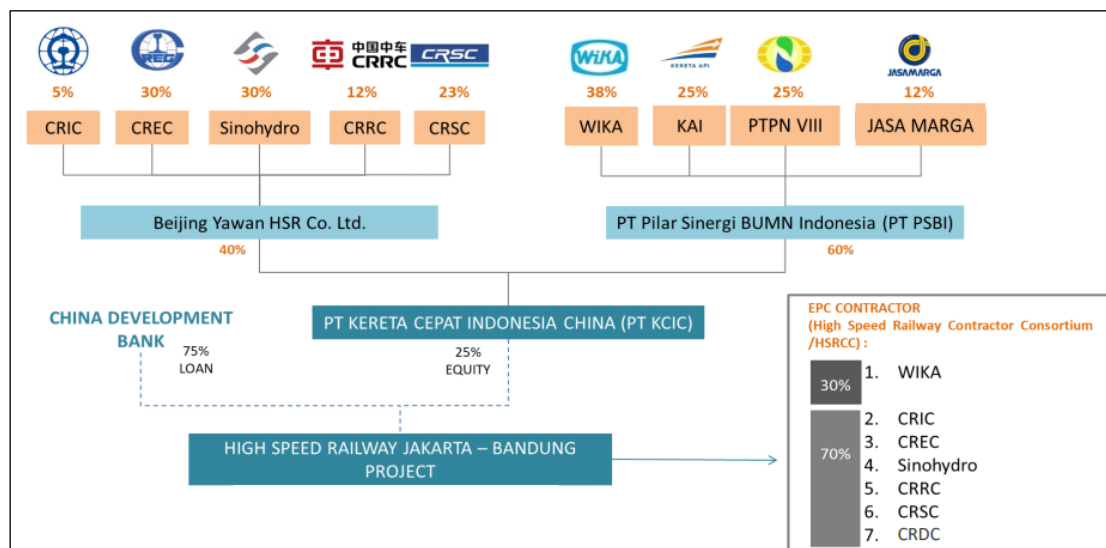 REC
中国中车
CRRC
CRSC
WIKA
KERETA API
JASAMARGA
5%
30%
30%
12%
23%
38%
25%
25%
12%
CRIC
CREC
Sinohydro
CRRC
CRSC
WIKA
KAI
PTPN VIII
JASA MARGA
Beijing Yawan HSR Co. Ltd.
PT Pilar Sinergi BUMN Indonesia (PT PSBI)
40%
60%
CHINA DEVELOPMENT
BANK
PT KERETA CEPAT INDONESIA CHINA (PT KCIC)
75%
LOAN
25%
EQUITY
HIGH SPEED RAILWAY JAKARTA – BANDUNG
PROJECT
EPC CONTRACTOR
(High Speed Railway Contractor Consortium
/HSRCC) :
30%
1. WIKA
70%
2. CRIC
3. CREC
4. Sinohydro
5. CRRC
6. CRSC
7. CRDC